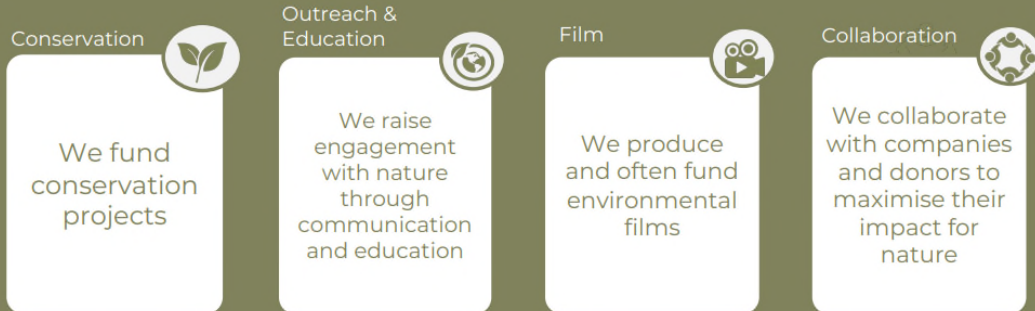 Conservation
We fund
conservation
projects
Outreach &
Education
We raise
engagement
with nature
through
communication
and education
Film
We produce
and often fund
environmental
films
Collaboration
We collaborate
with companies
and donors to
maximise their
impact for
nature